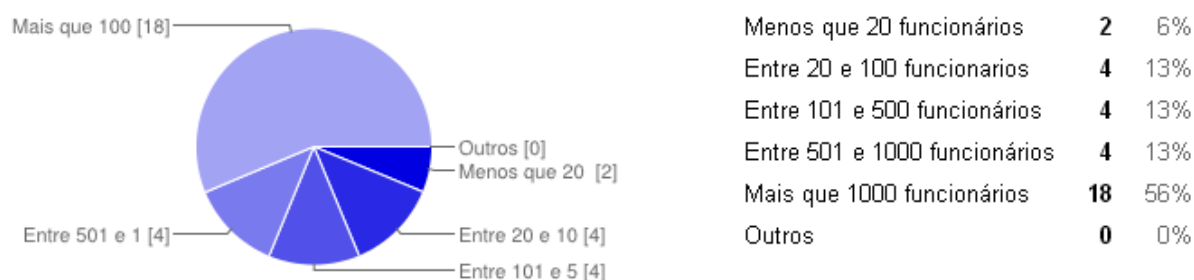 Mais que 100 [18]
Outros [0]
Menos que 20 [2]
Entre 501 e 1 [4]
Entre 20 e 10 [4]
Entre 101 e 5 [4]
Menos que 20 funcionários 2 6%
Entre 20 e 100 funcionarios 4 13%
Entre 101 e 500 funcionários 4 13%
Entre 501 e 1000 funcionários 4 13%
Mais que 1000 funcionários 18 56%
Outros 0 0%